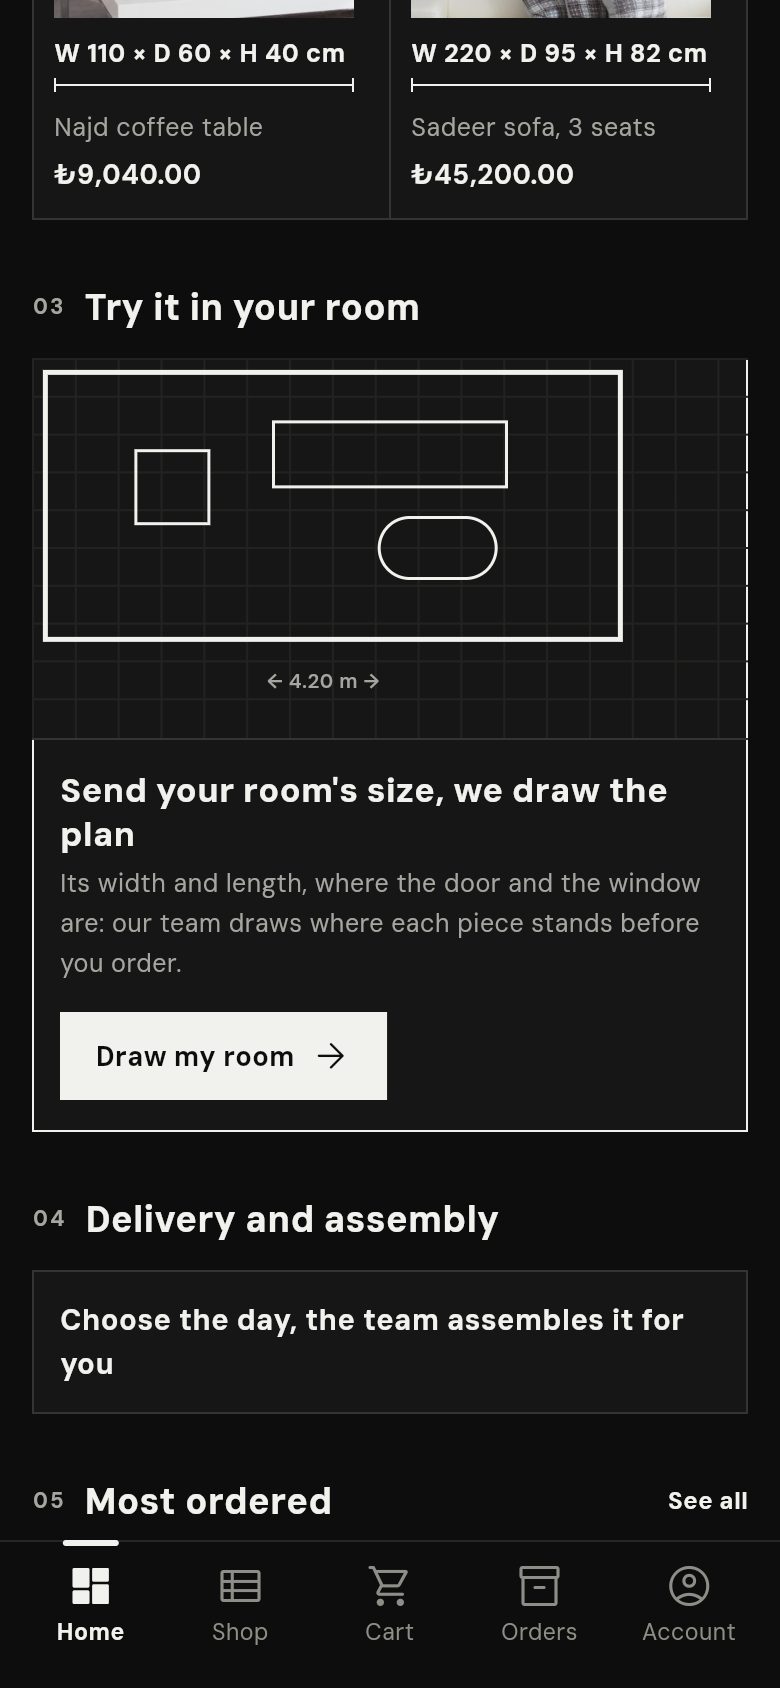 W 110 × D 60 × H 40 cm
Najd coffee table
₺9,040.00
W 220 × D 95 × H 82 cm
Sadeer sofa, 3 seats
₺45,200.00
03 Try it in your room
← 4.20 m →
Send your room's size, we draw the
plan
Its width and length, where the door and the window
are: our team draws where each piece stands before
you order.
Draw my room →
04 Delivery and assembly
Choose the day, the team assembles it for
you
05 Most ordered
See all
Home
Shop
Cart
Orders
Account